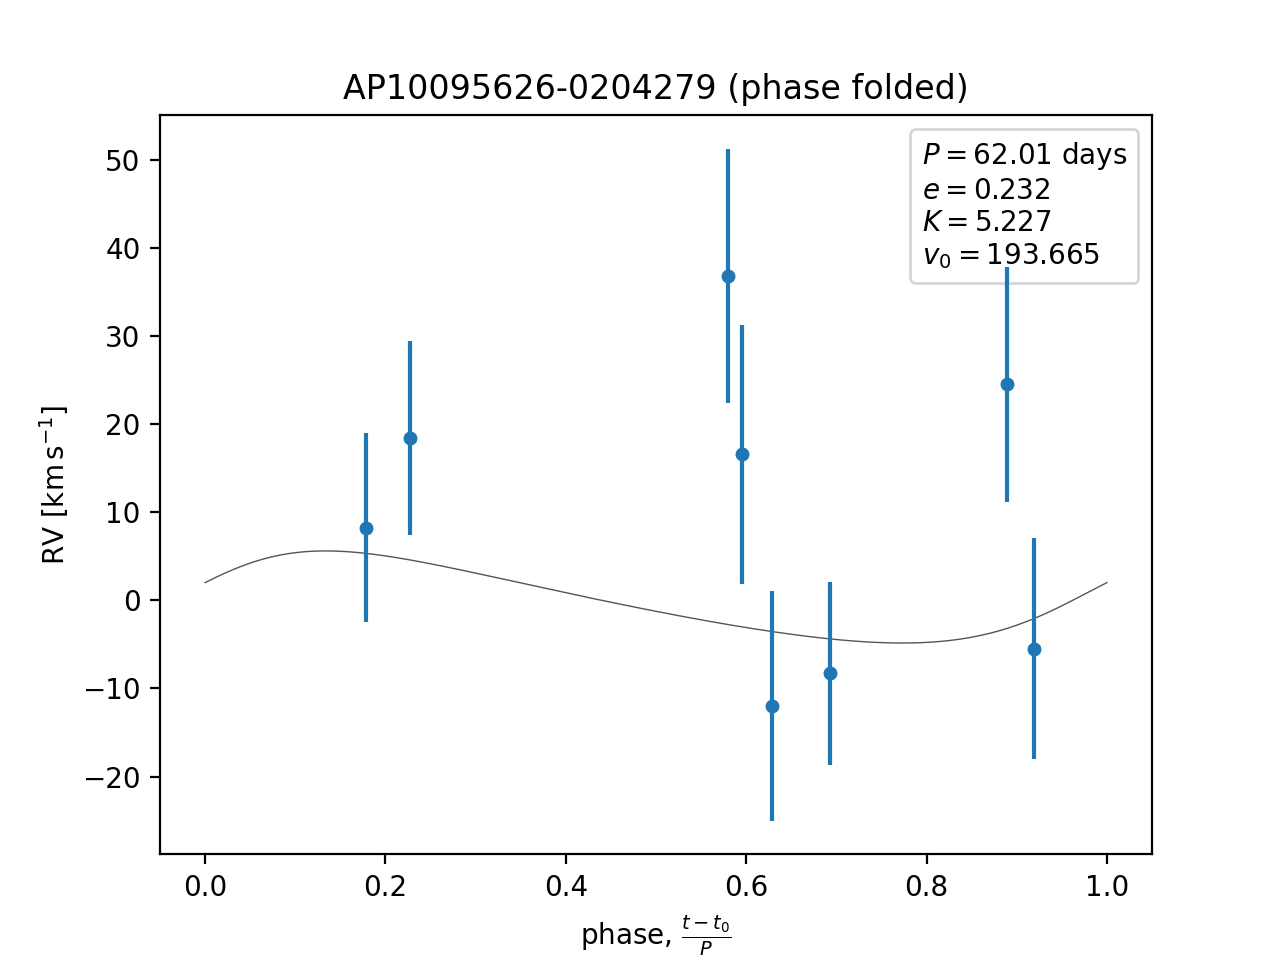 AP10095626-0204279 (phase folded)
P = 62.01 days
e = 0.232
K = 5.227
v₀ = 193.665
RV [km s⁻¹]
50
40
30
20
10
0
−10
−20
0.0 0.2 0.4 0.6 0.8 1.0
phase, (t − t₀)/P